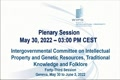 WIPO
Plenary Session
May 30, 2022 – 03:00 PM CEST
Intergovernmental Committee on Intellectual
Property and Genetic Resources, Traditional
Knowledge and Folklore
Forty-Third Session
Geneva, May 30 to June 3, 2022